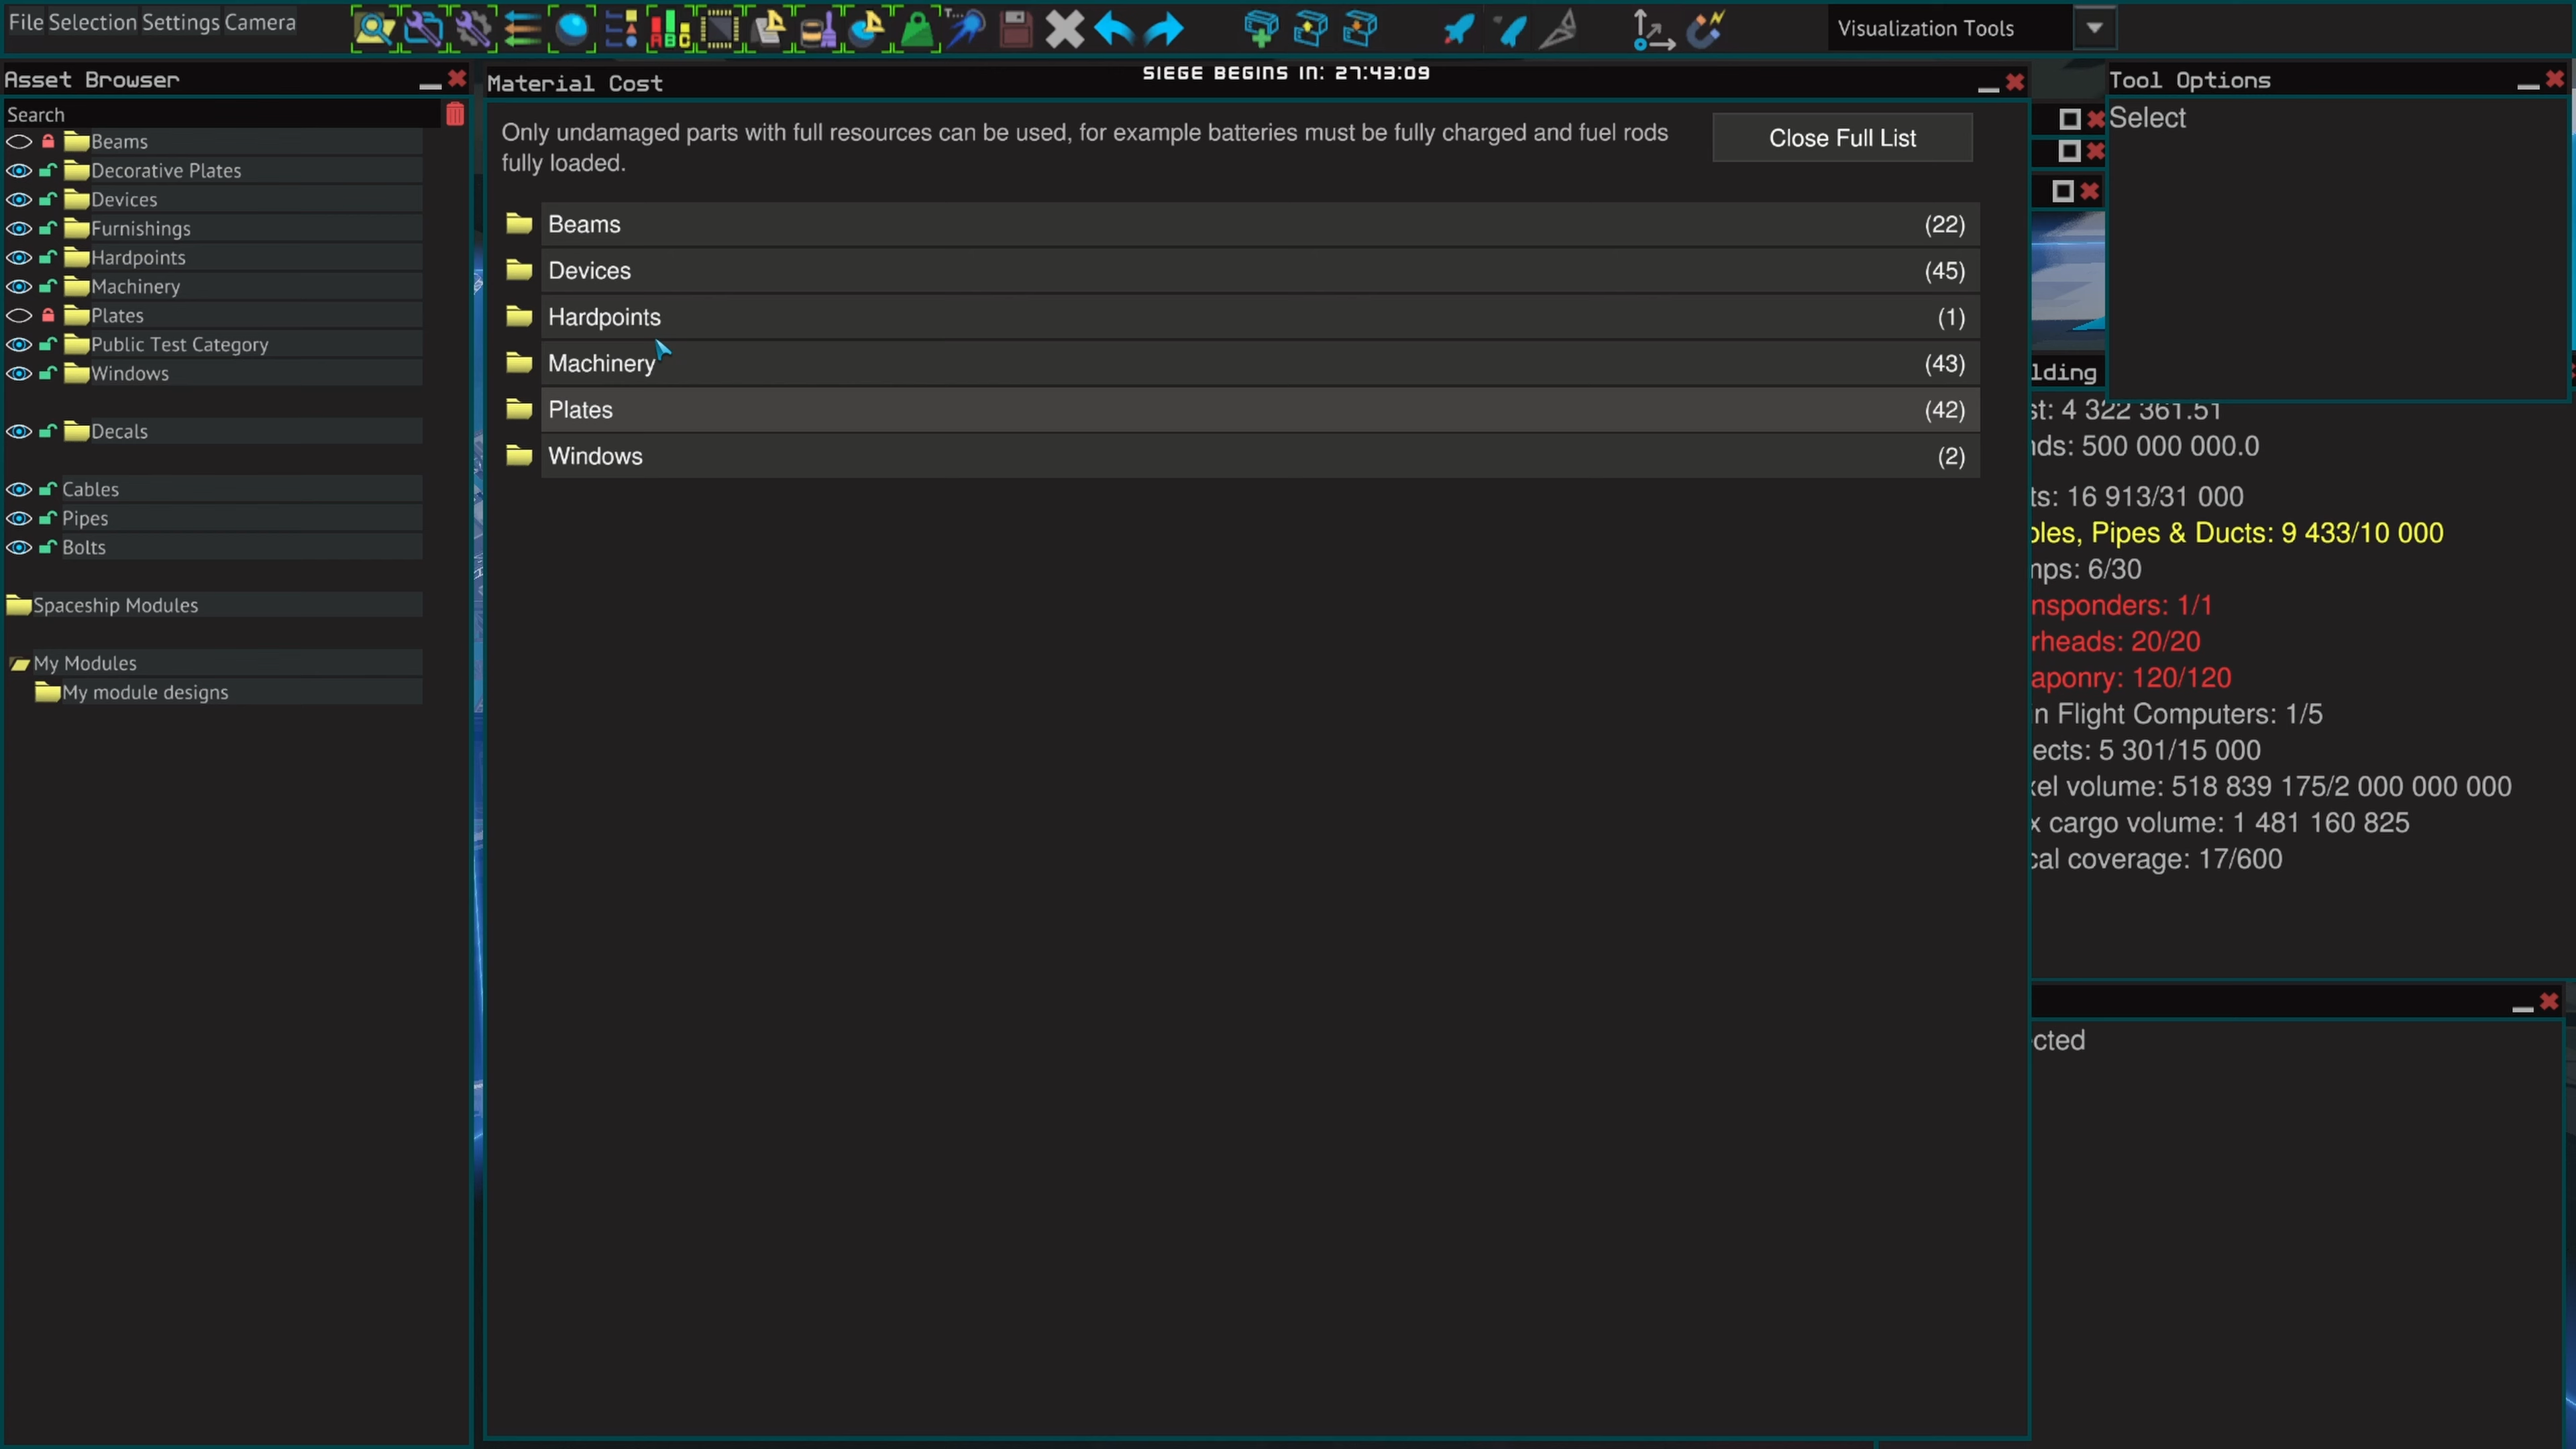 File Selection Settings Camera
Visualization Tools
Asset Browser
Search
Beams
Decorative Plates
Devices
Furnishings
Hardpoints
Machinery
Plates
Public Test Category
Windows
Decals
Cables
Pipes
Bolts
Spaceship Modules
My Modules
My module designs
SIEGE BEGINS IN: 27:43:09
Material Cost
Only undamaged parts with full resources can be used, for example batteries must be fully charged and fuel rods
fully loaded.
Close Full List
Beams (22)
Devices (45)
Hardpoints (1)
Machinery (43)
Plates (42)
Windows (2)
Tool Options
Select
lding
st: 4 322 361.51
nds: 500 000 000.0
ts: 16 913/31 000
bles, Pipes & Ducts: 9 433/10 000
mps: 6/30
nsponders: 1/1
rheads: 20/20
aponry: 120/120
in Flight Computers: 1/5
ects: 5 301/15 000
xel volume: 518 839 175/2 000 000 000
x cargo volume: 1 481 160 825
cal coverage: 17/600
cted